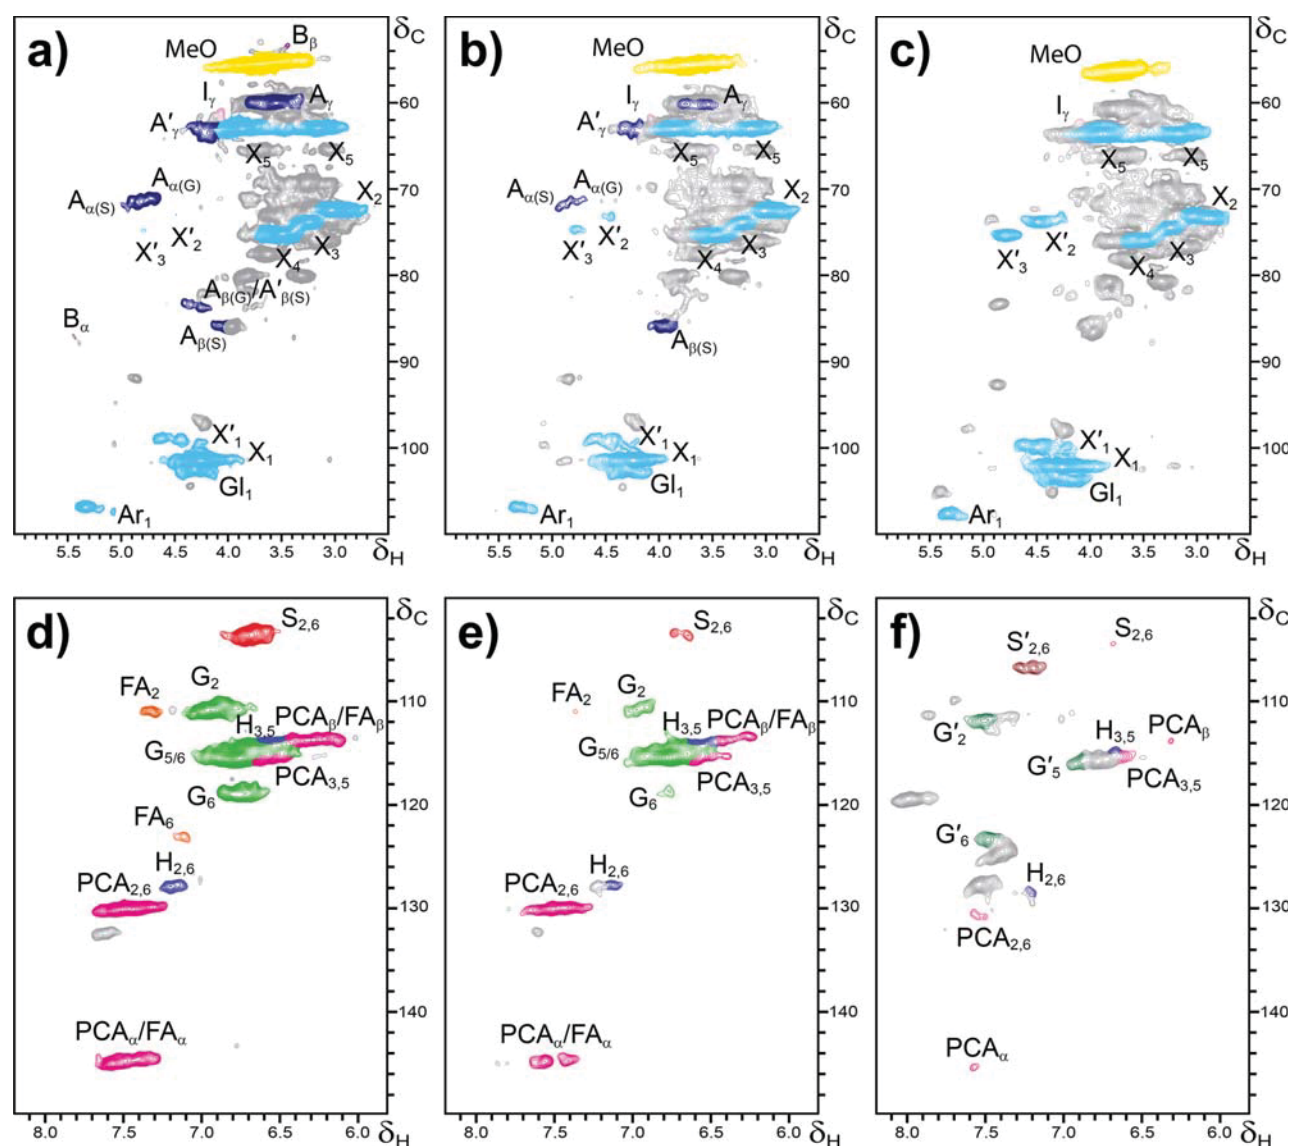 a)
MeO
Bβ
δC
Iγ
Aγ
A′γ
60
X5
X5
Aα(G)
Aα(S)
70
X2
X′3
X′2
X4
X3
80
Aβ(G)/A′β(S)
Bα
Aβ(S)
90
X′1
X1
100
Gl1
Ar1
5.5 5.0 4.5 4.0 3.5 3.0 δH
b)
MeO
δC
Iγ
Aγ
A′γ
60
X5
X5
Aα(G)
Aα(S)
70
X2
X′3
X′2
X4
X3
80
Aβ(S)
90
X′1
X1
100
Gl1
Ar1
5.5 5.0 4.5 4.0 3.5 3.0 δH
c)
MeO
δC
Iγ
60
X5
X5
70
X2
X′3
X′2
X4
X3
80
90
X′1
X1
100
Gl1
Ar1
5.5 5.0 4.5 4.0 3.5 3.0 δH
d)
S2,6
δC
FA2
G2
110
H3,5
PCAβ/FAβ
G5/6
PCA3,5
G6
120
FA6
H2,6
PCA2,6
130
PCAα/FAα
140
8.0 7.5 7.0 6.5 6.0 δH
e)
S2,6
δC
FA2
G2
110
H3,5
PCAβ/FAβ
G5/6
PCA3,5
G6
120
H2,6
PCA2,6
130
PCAα/FAα
140
8.0 7.5 7.0 6.5 6.0 δH
f)
S2,6
δC
S′2,6
110
G′2
H3,5
PCAβ
G′5
PCA3,5
120
G′6
H2,6
130
PCA2,6
140
PCAα
8.0 7.5 7.0 6.5 6.0 δH